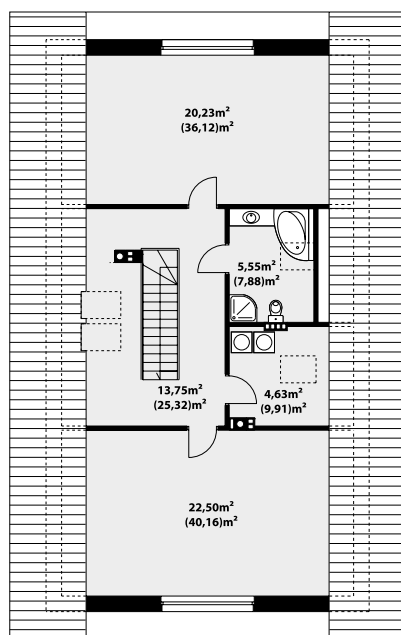 20,23m²
(36,12)m²
5,55m²
(7,88)m²
13,75m²
(25,32)m²
4,63m²
(9,91)m²
22,50m²
(40,16)m²